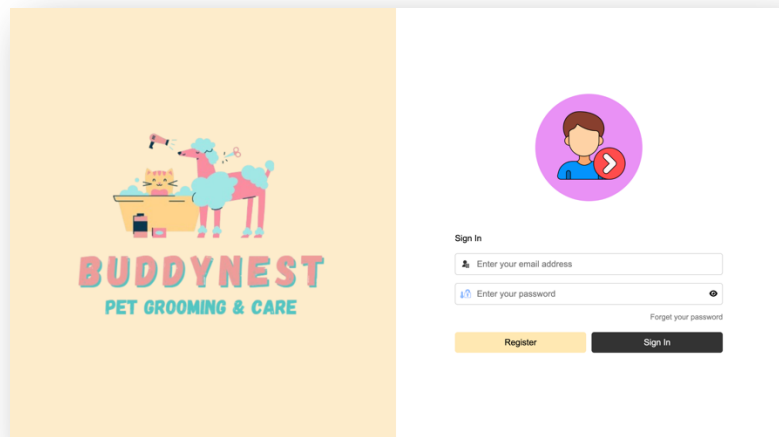 BUDDYNEST
PET GROOMING & CARE
Sign In
Enter your email address
Enter your password
Forget your password
Register
Sign In